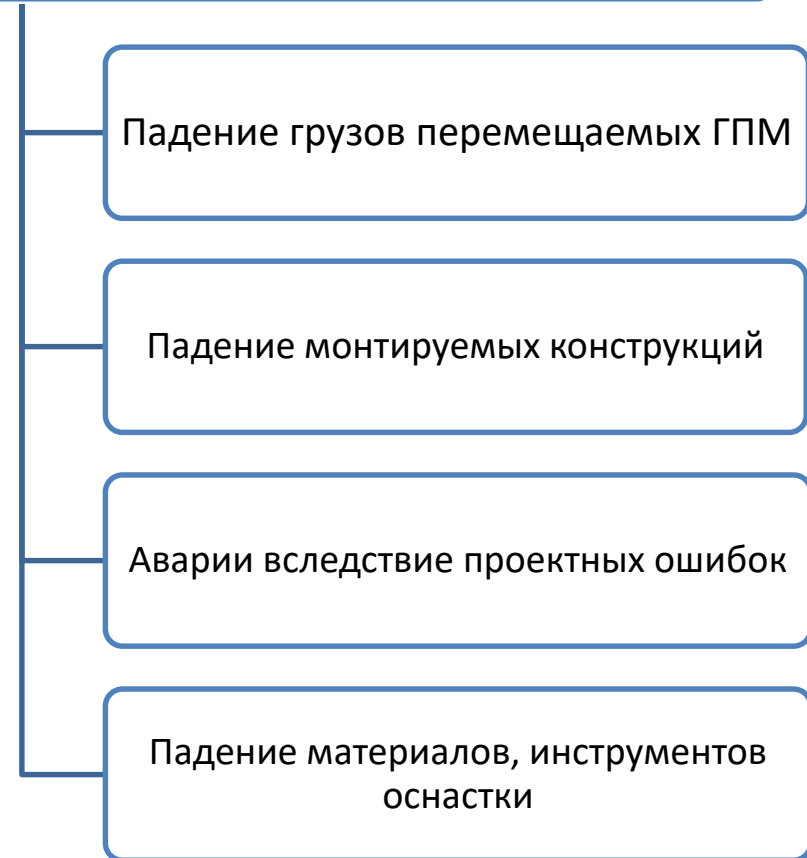 Падение грузов перемещаемых ГПМ
Падение монтируемых конструкций
Аварии вследствие проектных ошибок
Падение материалов, инструментов
оснастки